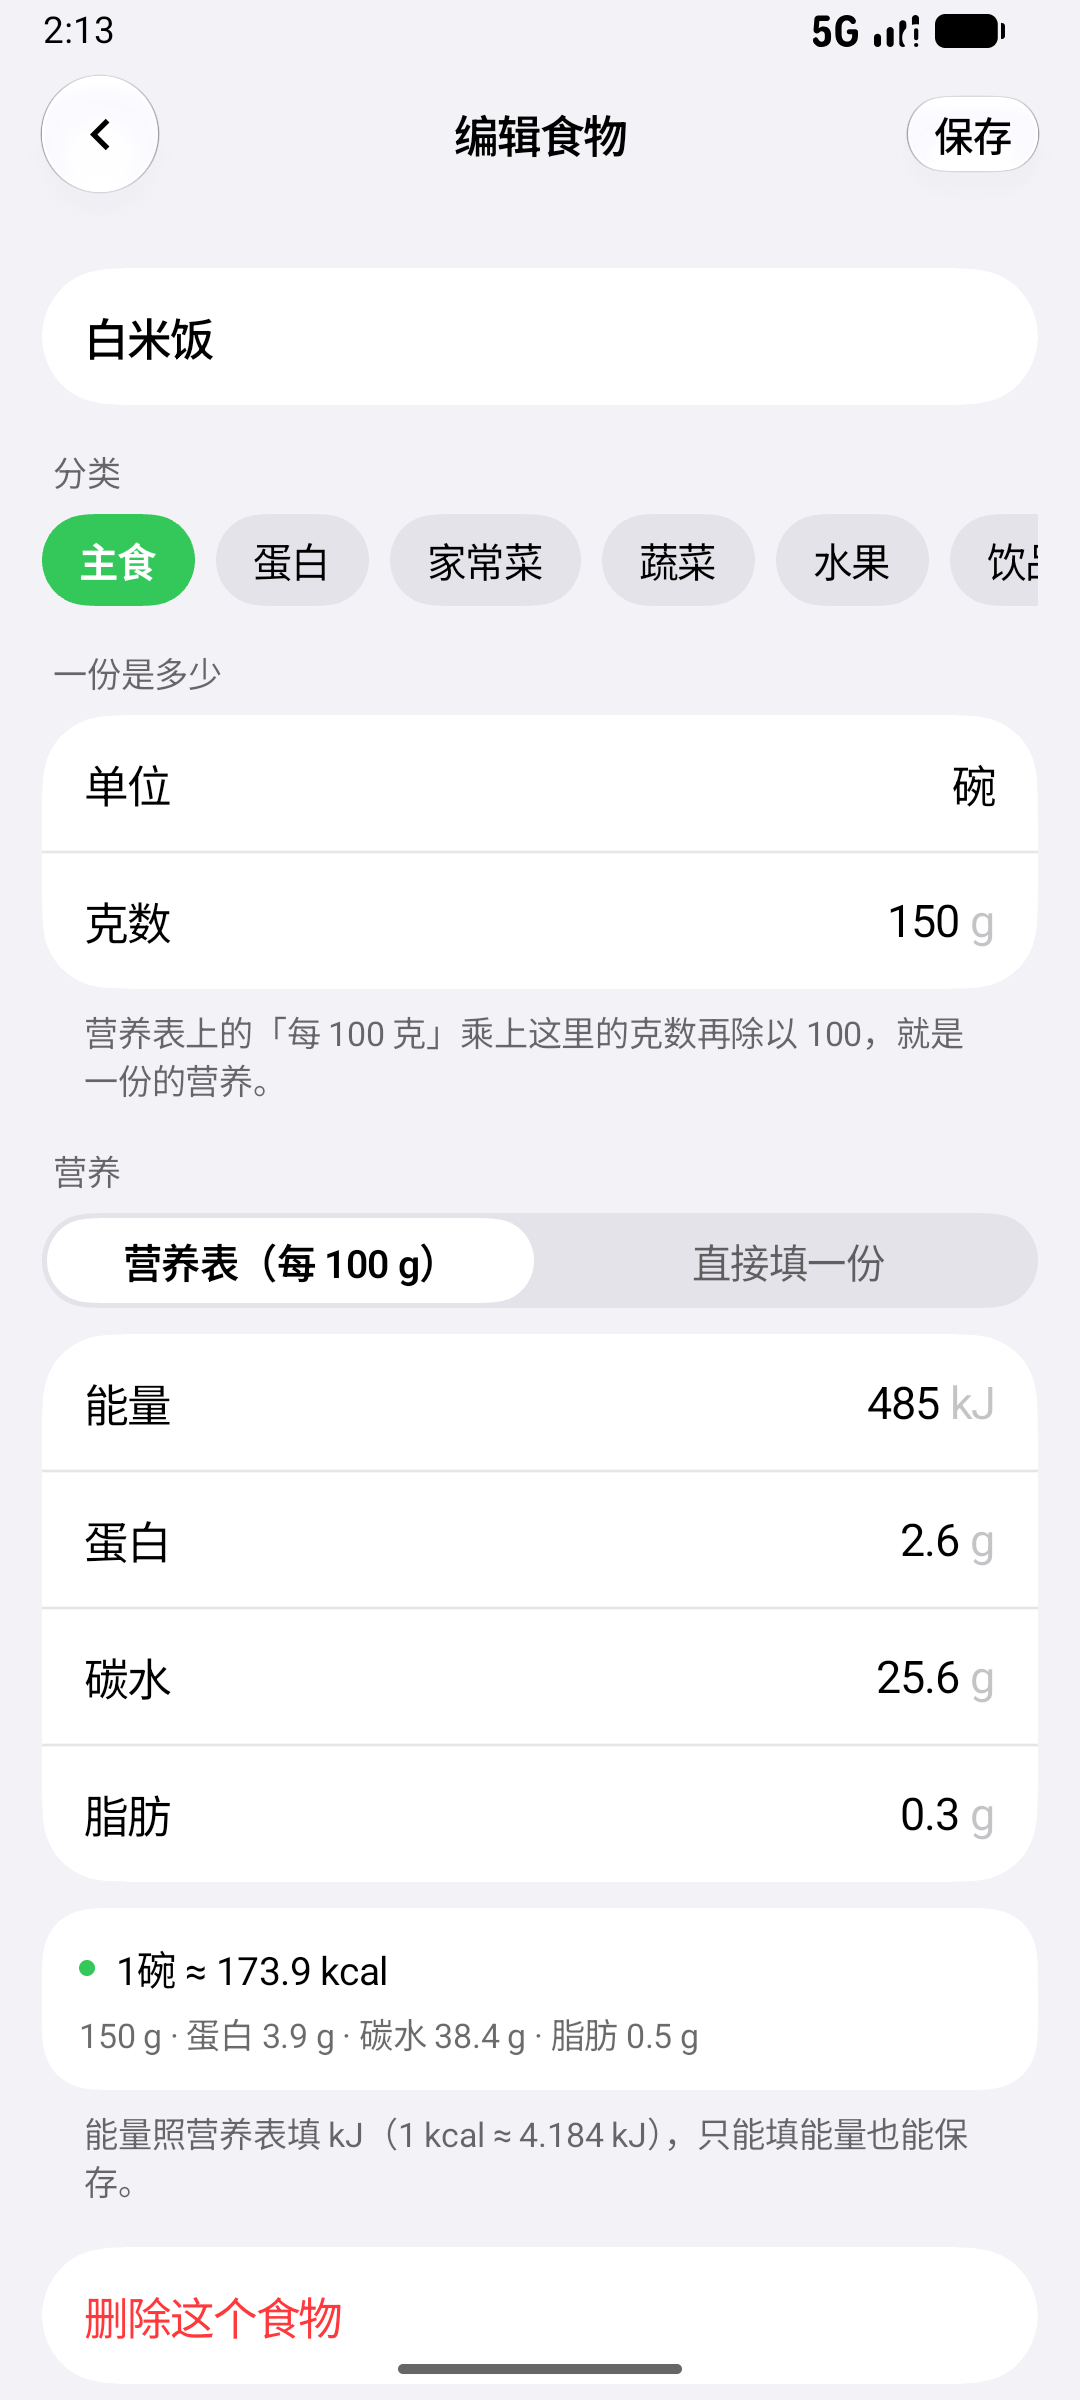 2:13
5G
编辑食物
保存
白米饭
分类
主食 蛋白 家常菜 蔬菜 水果 饮品
一份是多少
单位 碗
克数 150 g
营养表上的「每 100 克」乘上这里的克数再除以 100，就是
一份的营养。
营养
营养表（每 100 g） 直接填一份
能量 485 kJ
蛋白 2.6 g
碳水 25.6 g
脂肪 0.3 g
1碗 ≈ 173.9 kcal
150 g · 蛋白 3.9 g · 碳水 38.4 g · 脂肪 0.5 g
能量照营养表填 kJ（1 kcal ≈ 4.184 kJ），只能填能量也能保
存。
删除这个食物